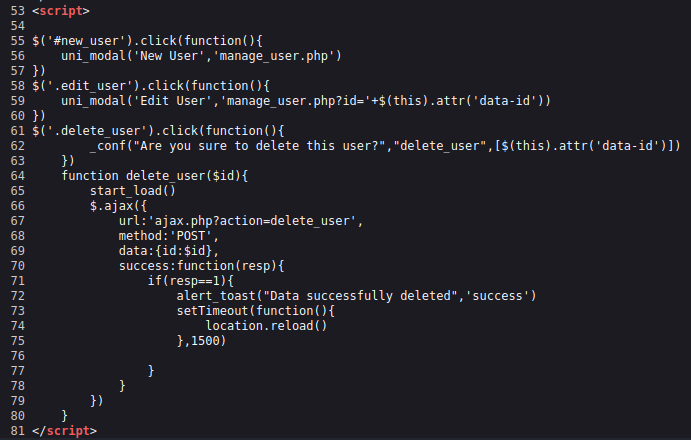 53 <script>
54
55 $('#new_user').click(function(){
56     uni_modal('New User','manage_user.php')
57 })
58 $('.edit_user').click(function(){
59     uni_modal('Edit User','manage_user.php?id='+$(this).attr('data-id'))
60 })
61 $('.delete_user').click(function(){
62         _conf("Are you sure to delete this user?","delete_user",[$(this).attr('data-id')])
63     })
64     function delete_user($id){
65         start_load()
66         $.ajax({
67             url:'ajax.php?action=delete_user',
68             method:'POST',
69             data:{id:$id},
70             success:function(resp){
71                 if(resp==1){
72                     alert_toast("Data successfully deleted",'success')
73                     setTimeout(function(){
74                         location.reload()
75                     },1500)
76
77                 }
78             }
79         })
80     }
81 </script>